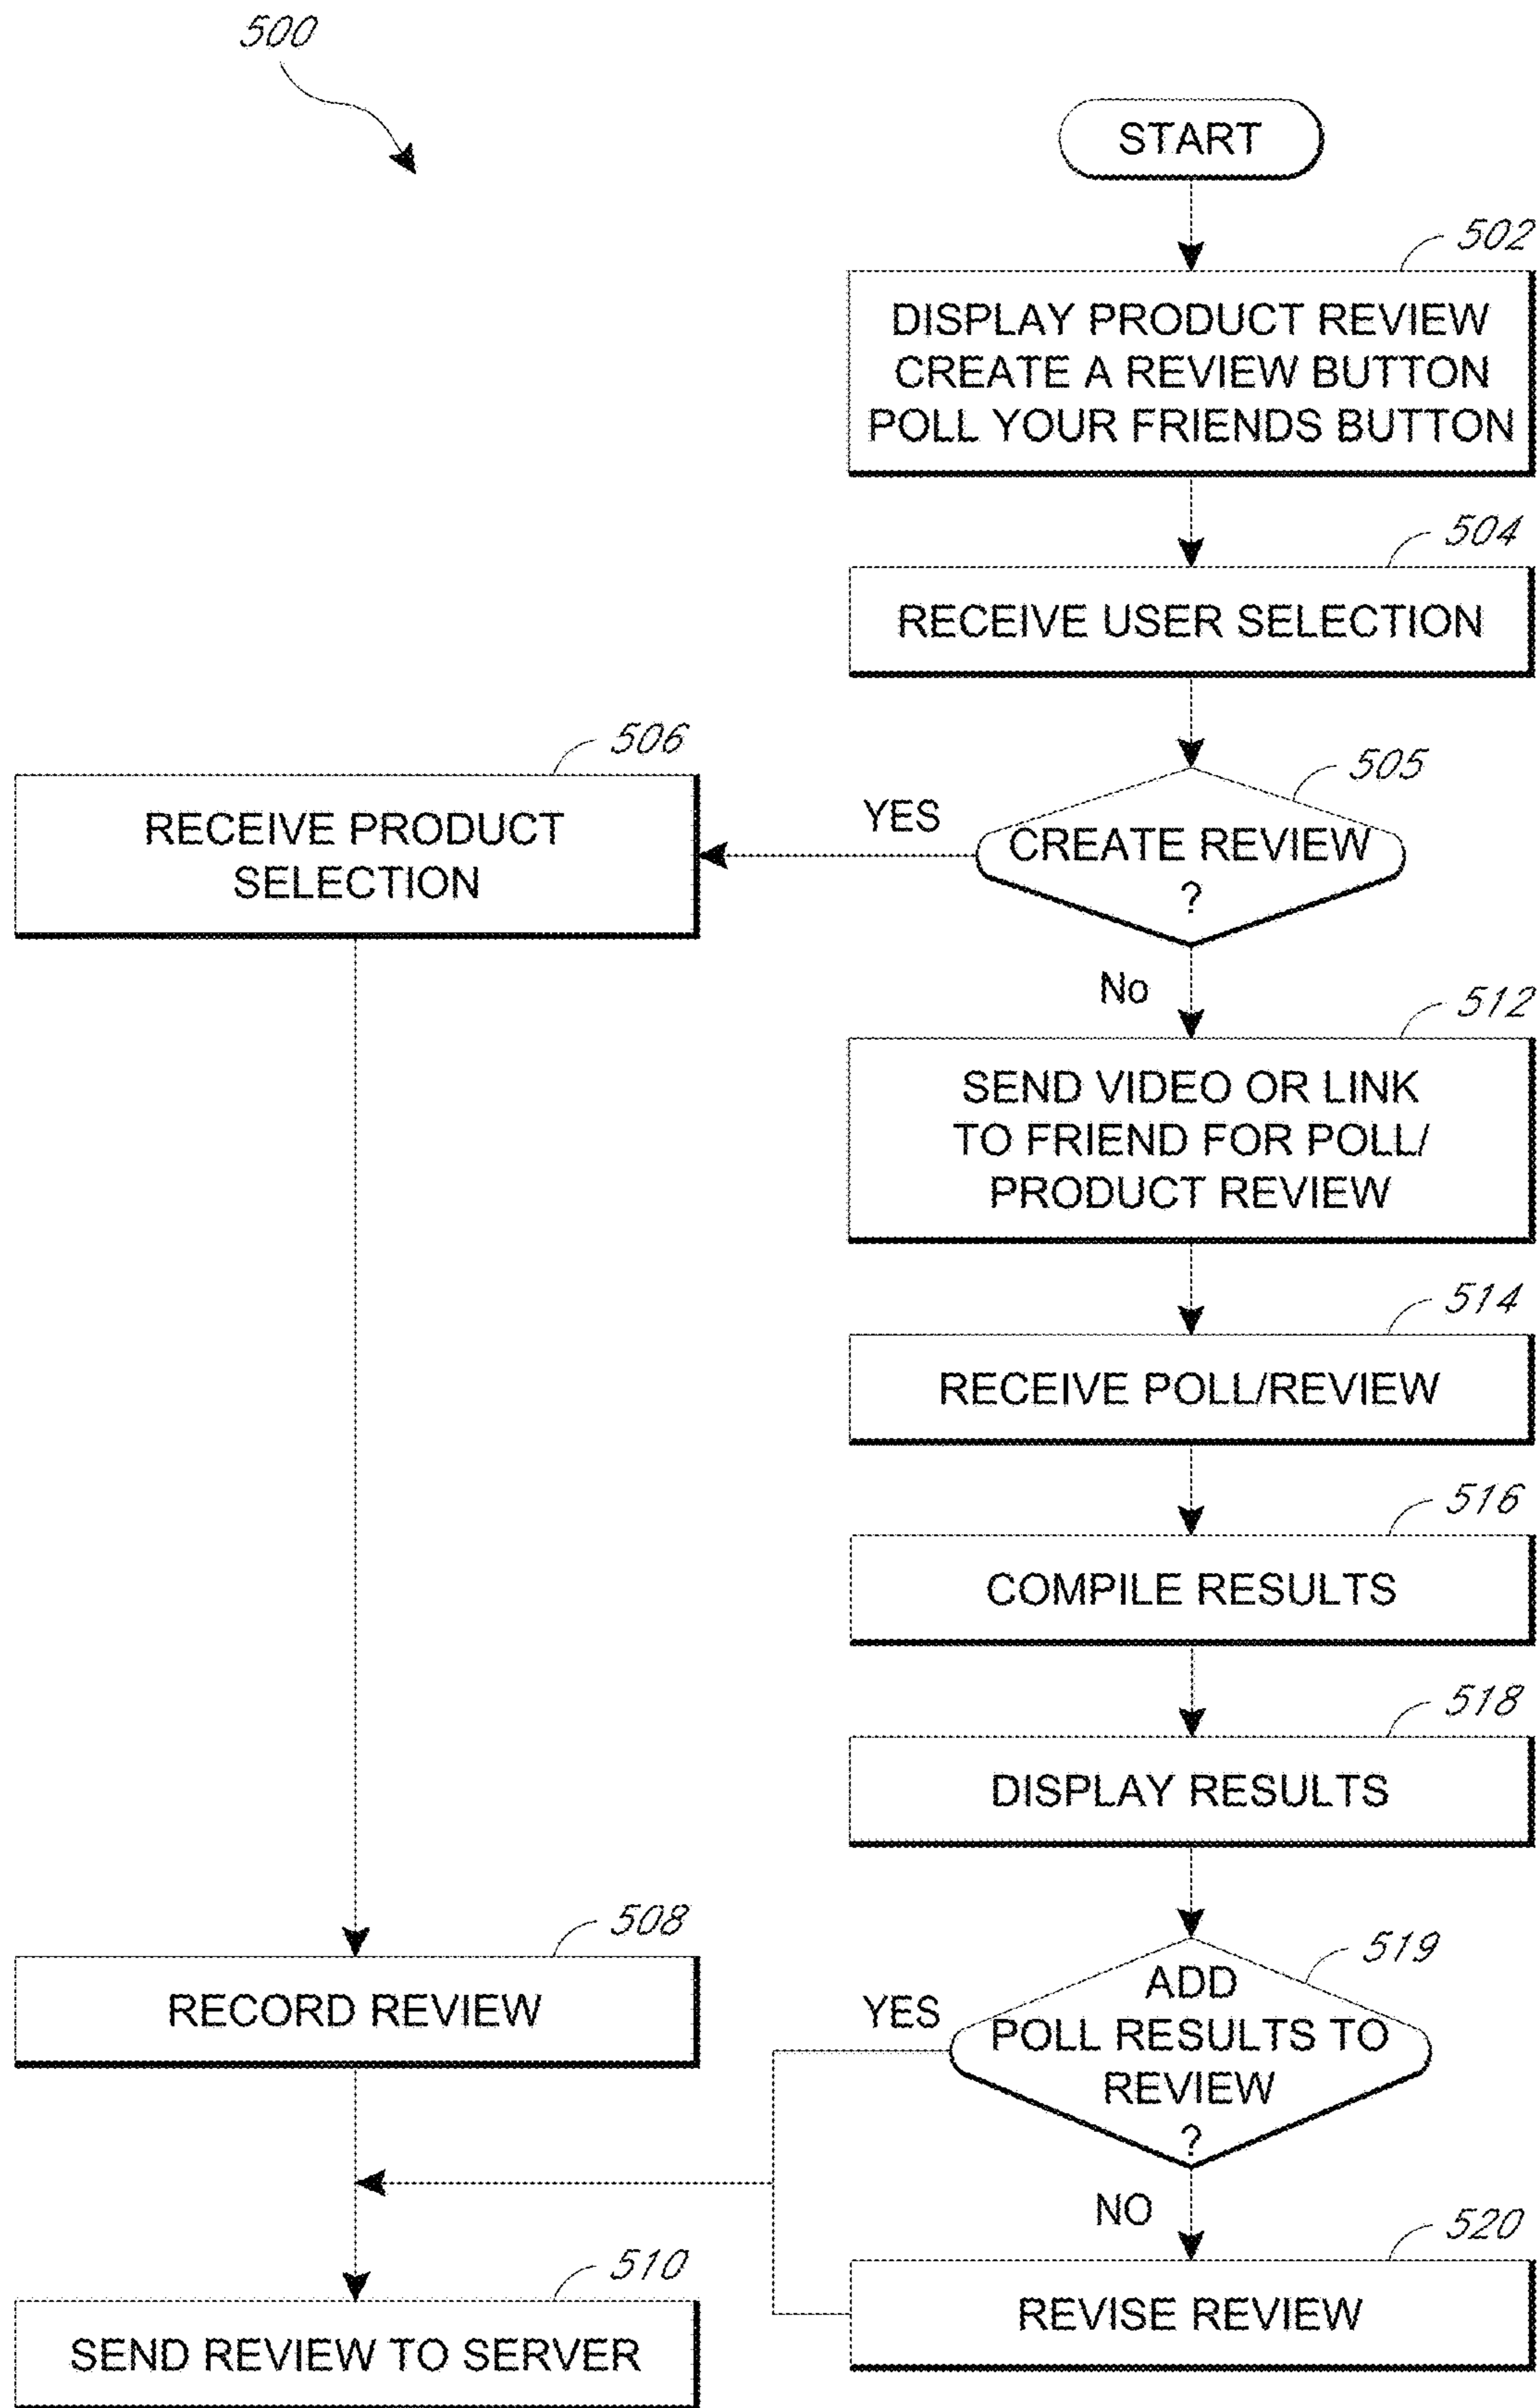 500
START
502
DISPLAY PRODUCT REVIEW
CREATE A REVIEW BUTTON
POLL YOUR FRIENDS BUTTON
504
RECEIVE USER SELECTION
505
CREATE REVIEW
?
YES
506
RECEIVE PRODUCT
SELECTION
No
512
SEND VIDEO OR LINK
TO FRIEND FOR POLL/
PRODUCT REVIEW
514
RECEIVE POLL/REVIEW
516
COMPILE RESULTS
518
DISPLAY RESULTS
508
RECORD REVIEW
519
ADD
POLL RESULTS TO
REVIEW
?
YES
NO
520
REVISE REVIEW
510
SEND REVIEW TO SERVER